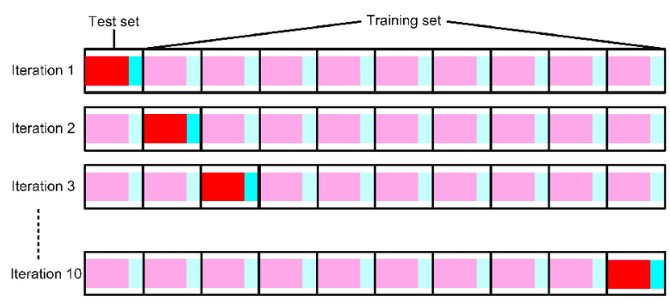 Test set
Training set
Iteration 1
Iteration 2
Iteration 3
Iteration 10